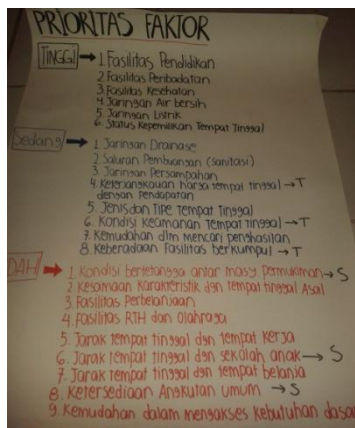 PRIORITAS FAKTOR
TINGGI → 1. Fasilitas Pendidikan
2. Fasilitas Peribadatan
3. Fasilitas Kesehatan
4. Jaringan Air bersih
5. Jaringan Listrik
6. Status Kepemilikan Tempat Tinggal
Sedang → 1. Jaringan Drainase
2. Saluran Pembuangan (Sanitasi)
3. Jaringan Persampahan
4. Keterjangkauan harga tempat tinggal → T
dengan Pendapatan
5. Jenis dan TIPE Tempat Tinggal
6. Kondisi Keamanan Tempat tinggal → T
7. Kemudahan dlm mencari penghasilan
8. Keberadaan Fasilitas berkumpul → T
DAH → 1. Kondisi bertetangga antar masy. Permukiman → S
2. Kesamaan Karakteristik dgn tempat tinggal Asal
3. Fasilitas Perbelanjaan
4. Fasilitas RTH dan Olahraga
5. Jarak tempat tinggal dgn tempat Kerja
6. Jarak tempat tinggal dgn sekolah anak → S
7. Jarak tempat tinggal dgn tempat belanja
8. Ketersediaan Angkutan umum → S
9. Kemudahan dalam mengakses kebutuhan dasar